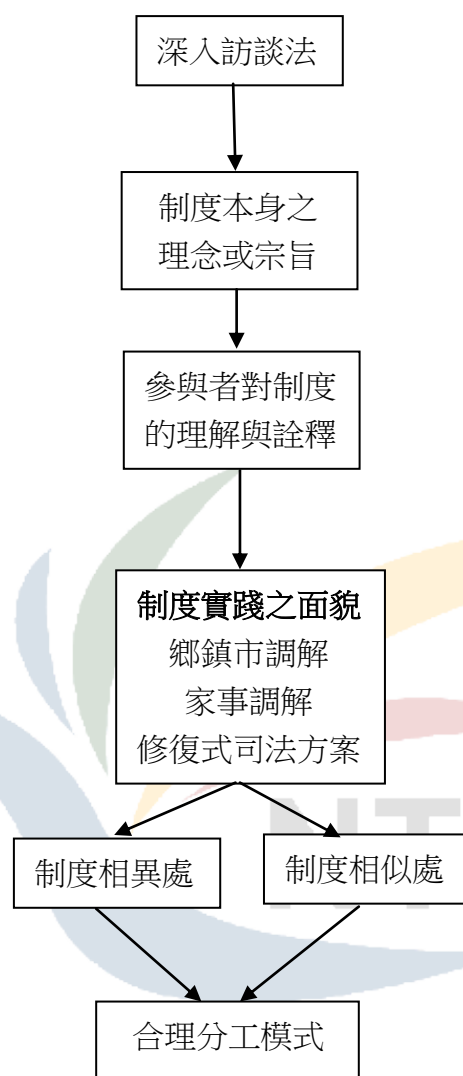 深入訪談法
制度本身之
理念或宗旨
參與者對制度
的理解與詮釋
制度實踐之面貌
鄉鎮市調解
家事調解
修復式司法方案
制度相異處
制度相似處
合理分工模式
NT